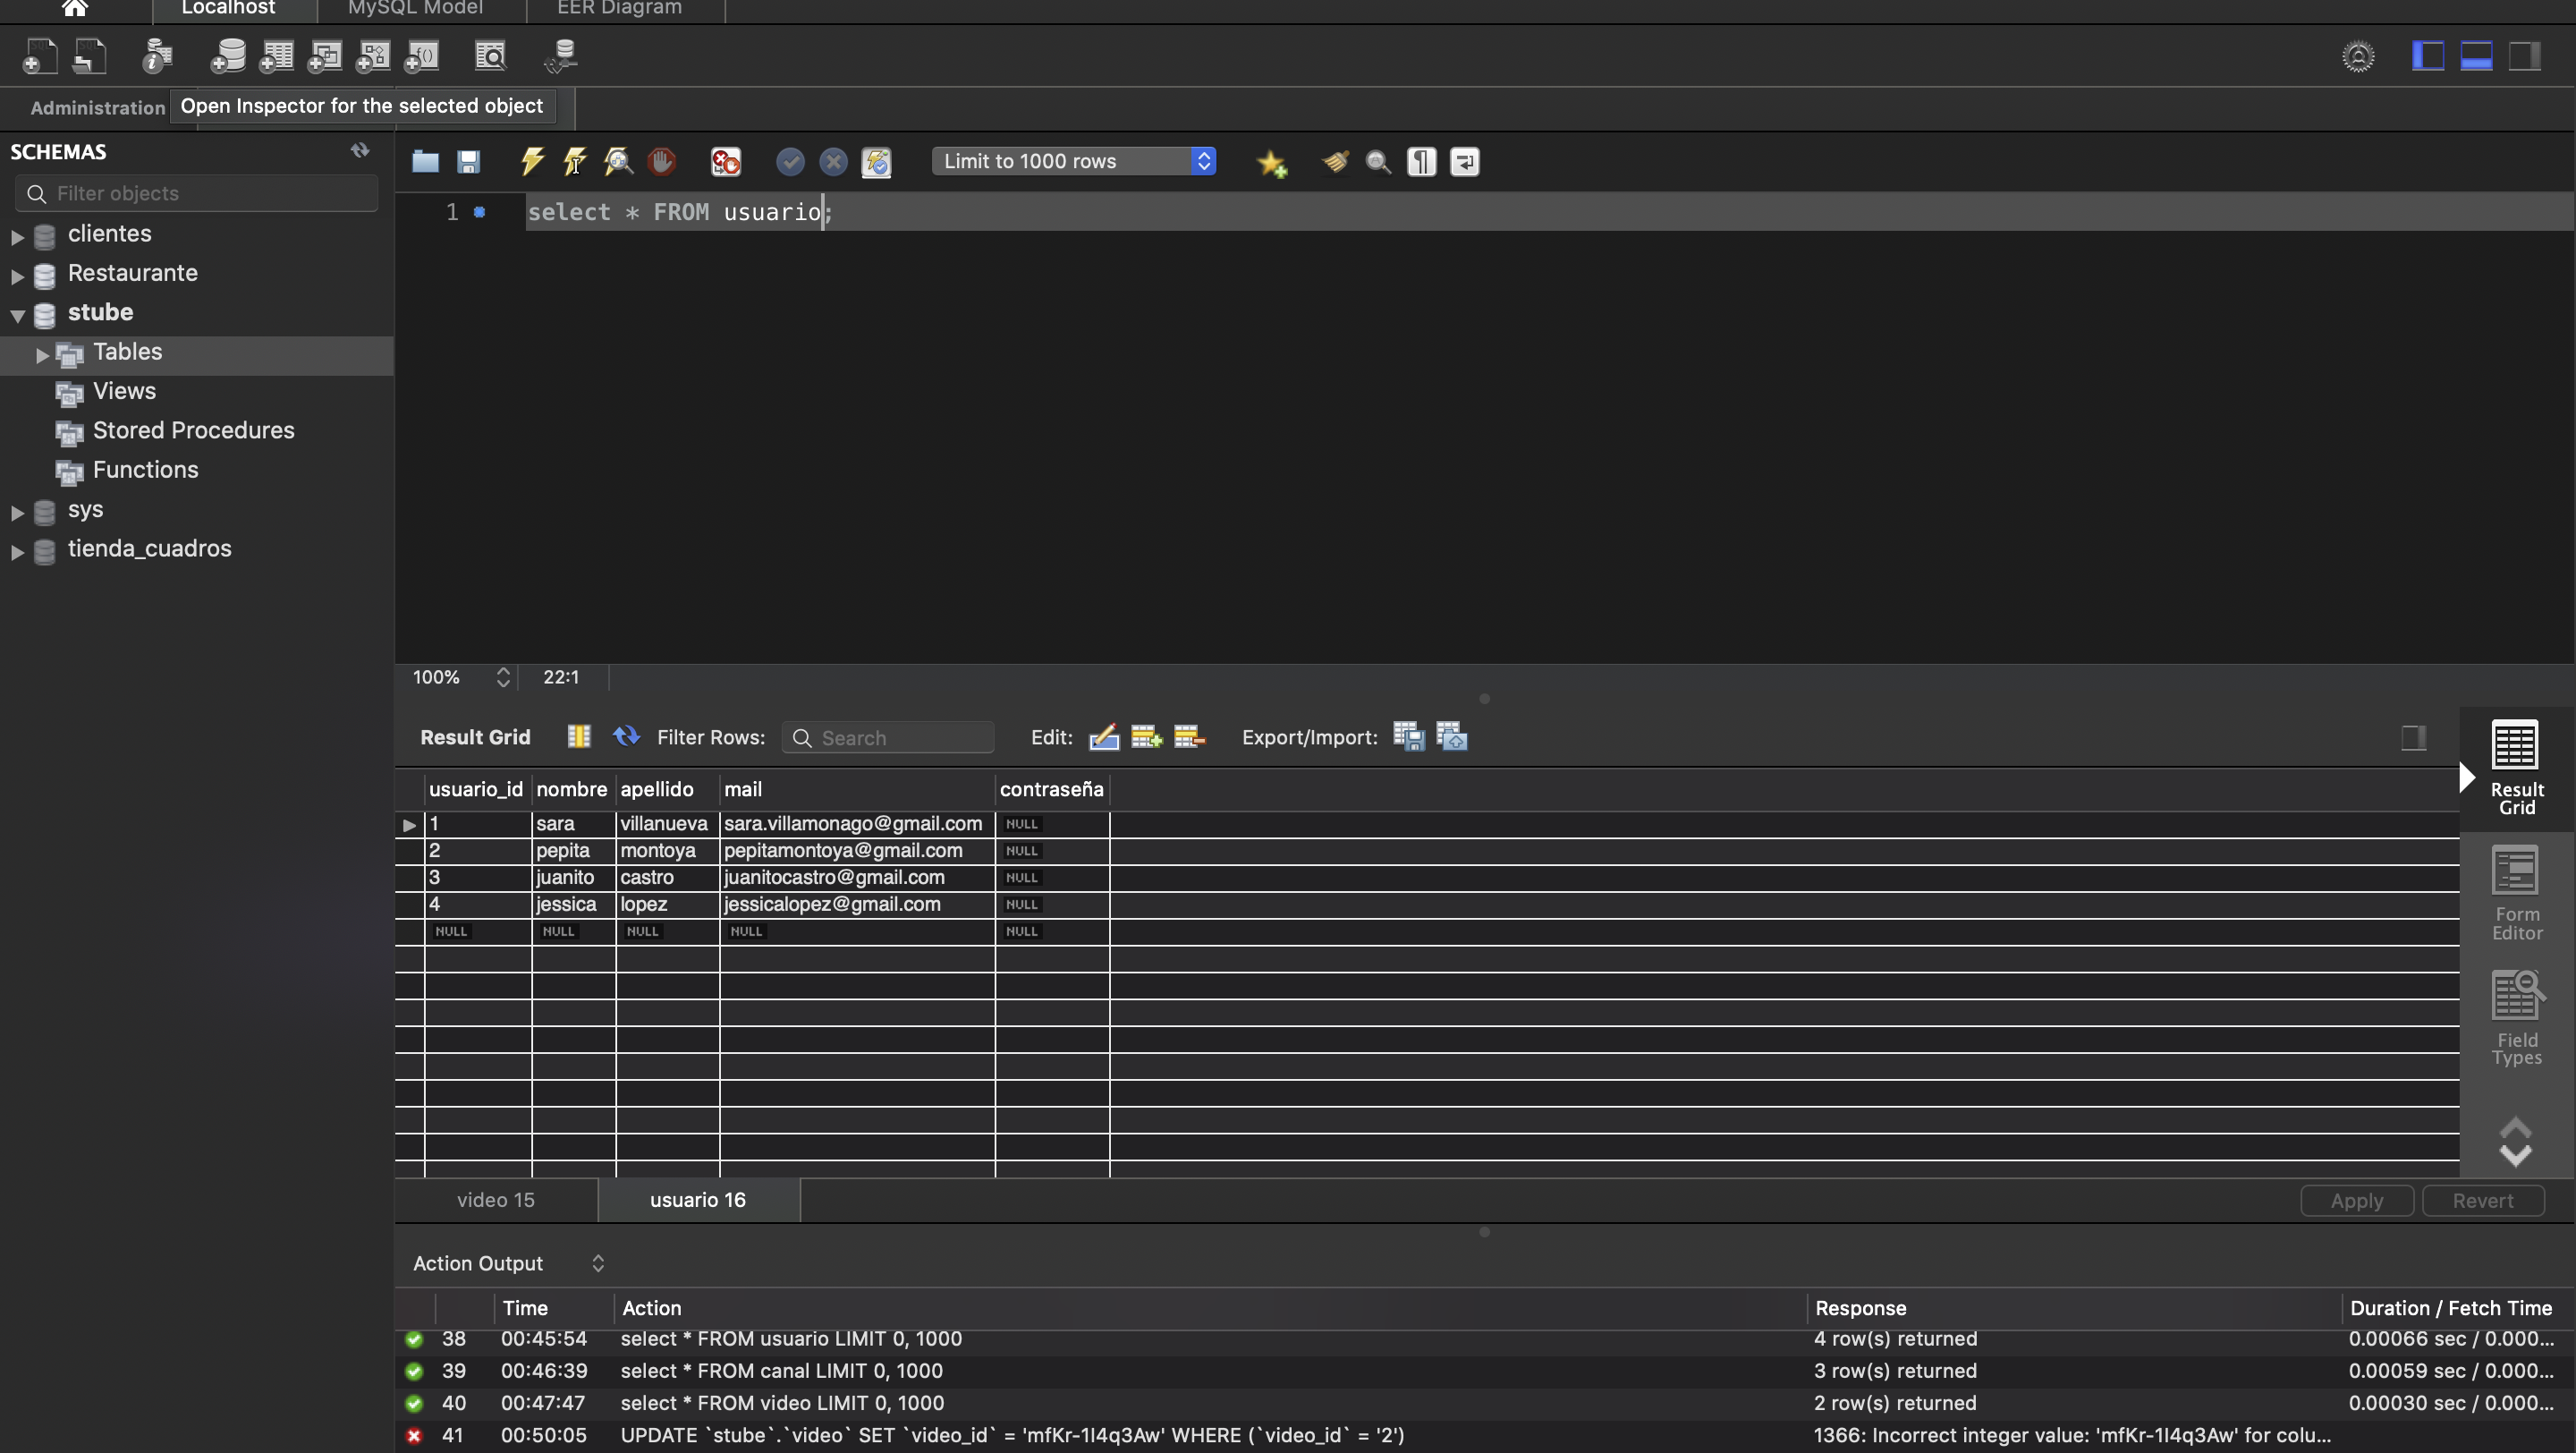 Localhost
MySQL Model
EER Diagram
Administration
Open Inspector for the selected object
SCHEMAS
Filter objects
clientes
Restaurante
stube
Tables
Views
Stored Procedures
Functions
sys
tienda_cuadros
Limit to 1000 rows
1 select * FROM usuario;
100% 22:1
Result Grid Filter Rows: Search Edit: Export/Import:
usuario_id nombre apellido mail contraseña
1 sara villanueva sara.villamonago@gmail.com NULL
2 pepita montoya pepitamontoya@gmail.com NULL
3 juanito castro juanitocastro@gmail.com NULL
4 jessica lopez jessicalopez@gmail.com NULL
NULL NULL NULL NULL NULL
Result
Grid
Form
Editor
Field
Types
video 15 usuario 16 Apply Revert
Action Output
Time Action Response Duration / Fetch Time
38 00:45:54 select * FROM usuario LIMIT 0, 1000 4 row(s) returned 0.00066 sec / 0.000...
39 00:46:39 select * FROM canal LIMIT 0, 1000 3 row(s) returned 0.00059 sec / 0.000...
40 00:47:47 select * FROM video LIMIT 0, 1000 2 row(s) returned 0.00030 sec / 0.000...
41 00:50:05 UPDATE `stube`.`video` SET `video_id` = 'mfKr-1I4q3Aw' WHERE (`video_id` = '2') 1366: Incorrect integer value: 'mfKr-1I4q3Aw' for colu...